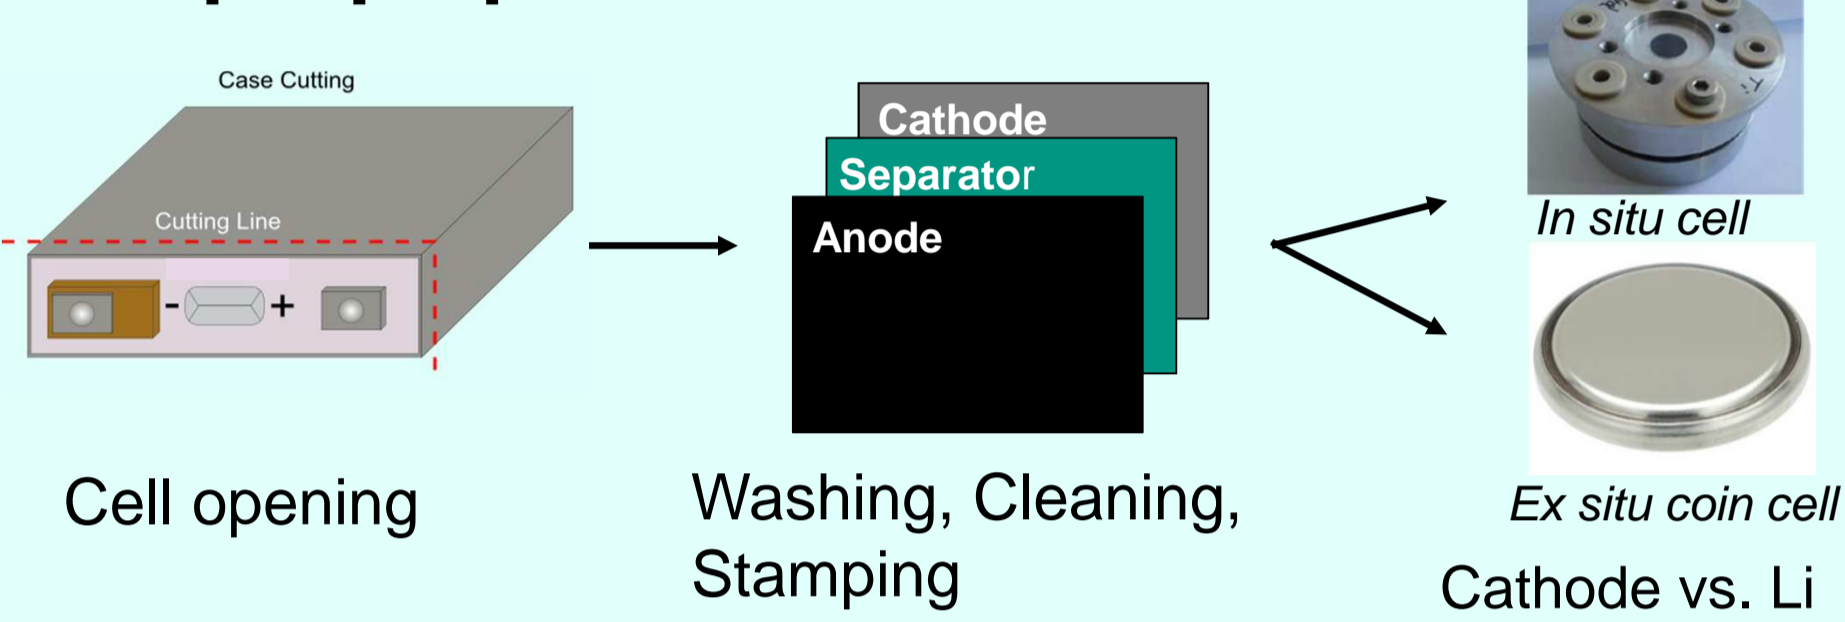 Case Cutting
Cutting Line
- +
Cell opening
Cathode
Separator
Anode
Washing, Cleaning,
Stamping
In situ cell
Ex situ coin cell
Cathode vs. Li